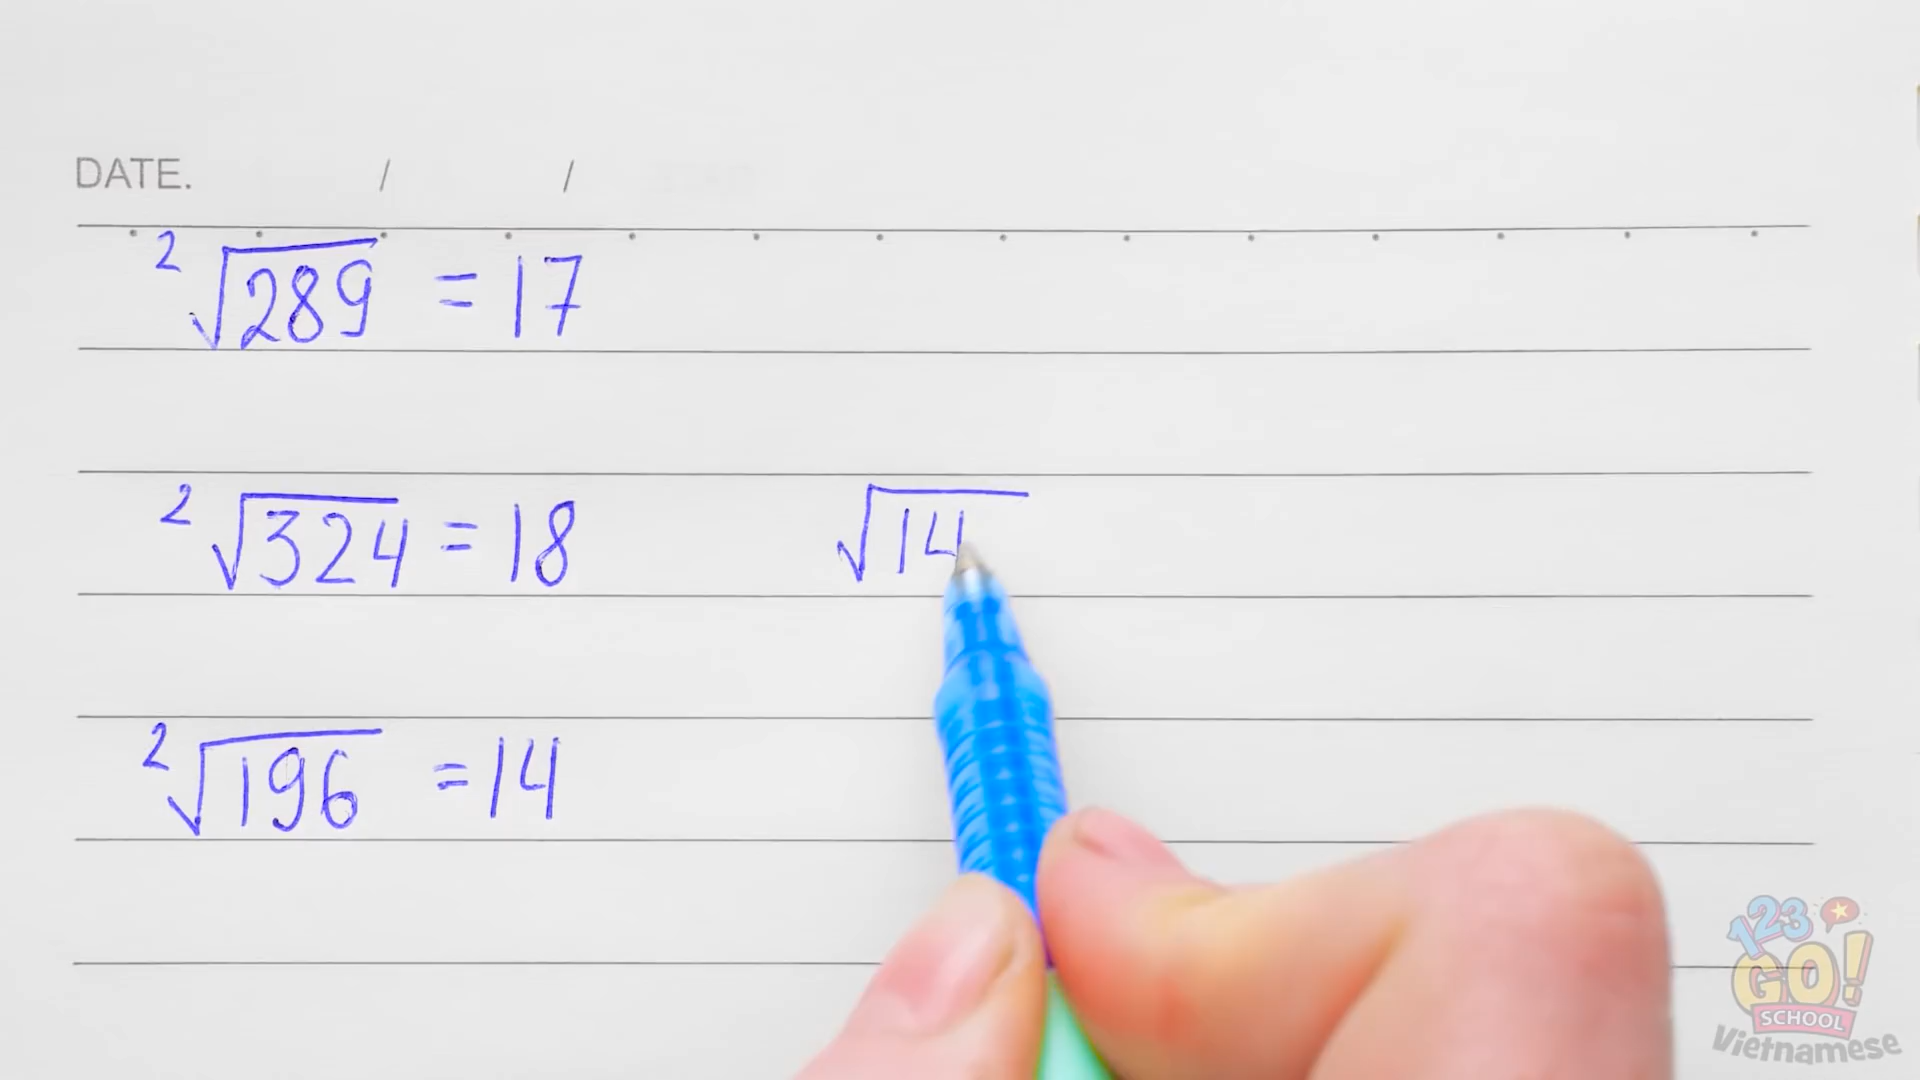 DATE. / /
²√289 = 17
²√324 = 18 √14
²√196 = 14
123
GO!
SCHOOL
Vietnamese